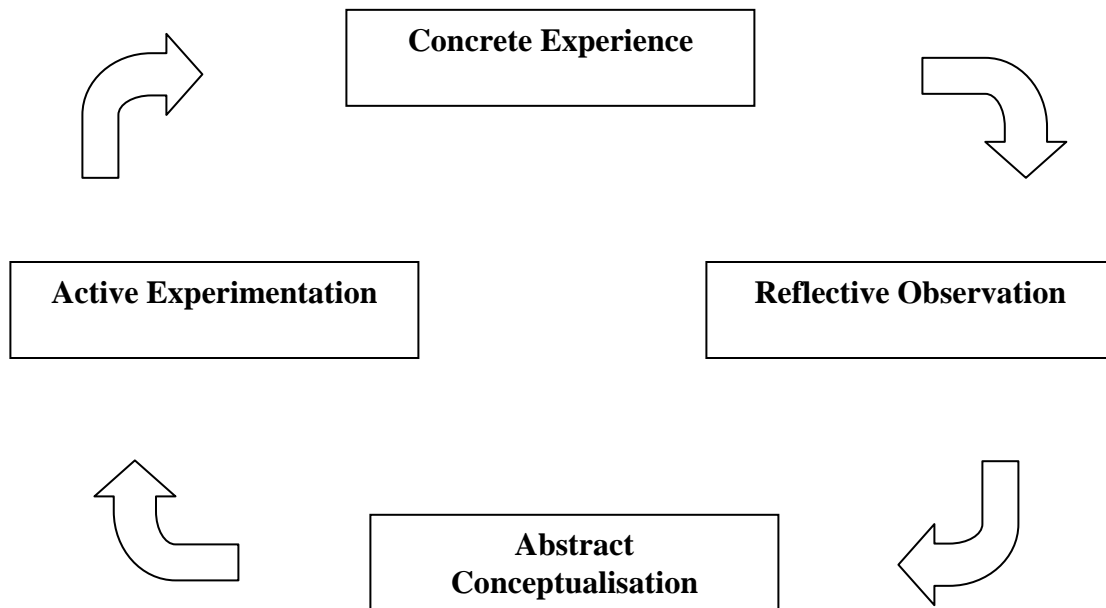 Concrete Experience
Active Experimentation
Reflective Observation
Abstract
Conceptualisation